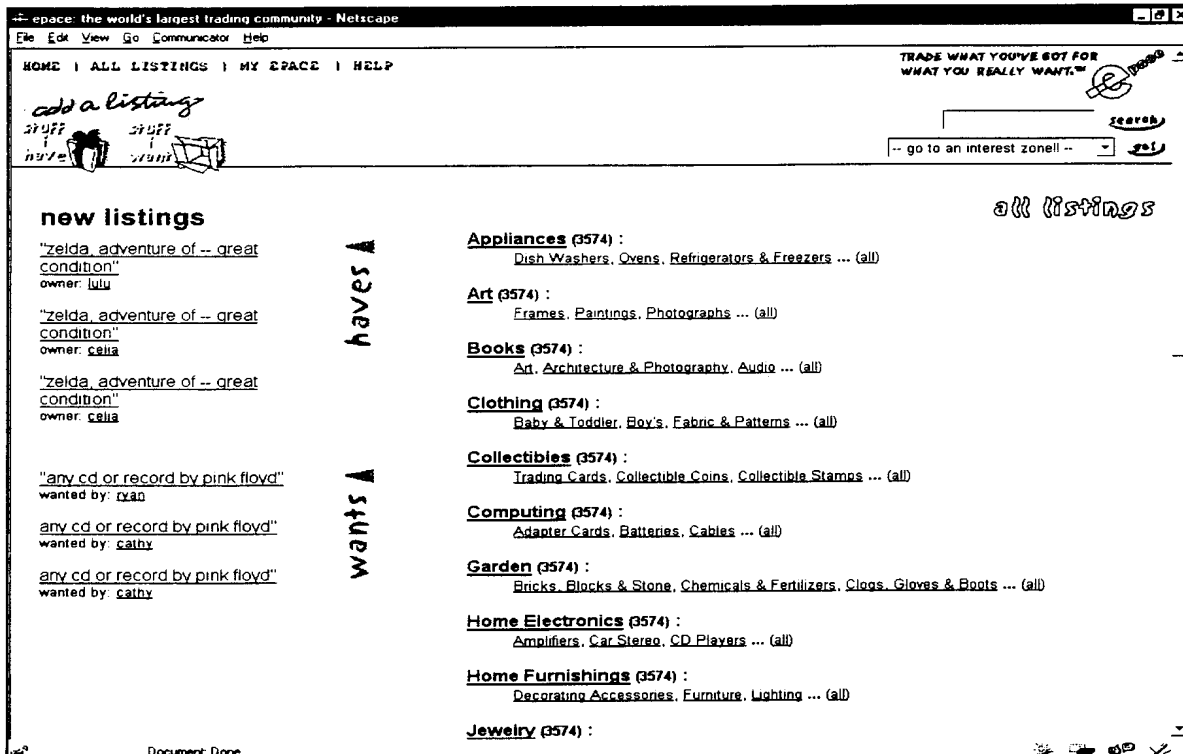 epace: the world's largest trading community - Netscape
File Edit View Go Communicator Help
HOME | ALL LISTINGS | MY EPACE | HELP
TRADE WHAT YOU'VE GOT FOR
WHAT YOU REALLY WANT.™
epace
add a listing
stuff
i
have
stuff
i
want
search
-- go to an interest zone!! --
go!
new listings
"zelda, adventure of -- great
condition"
owner: lulu
"zelda, adventure of -- great
condition"
owner: celia
"zelda, adventure of -- great
condition"
owner: celia
haves
"any cd or record by pink floyd"
wanted by: ryan
any cd or record by pink floyd"
wanted by: cathy
any cd or record by pink floyd"
wanted by: cathy
wants
all listings
Appliances (3574) :
Dish Washers, Ovens, Refrigerators & Freezers ... (all)
Art (3574) :
Frames, Paintings, Photographs ... (all)
Books (3574) :
Art, Architecture & Photography, Audio ... (all)
Clothing (3574) :
Baby & Toddler, Boy's, Fabric & Patterns ... (all)
Collectibles (3574) :
Trading Cards, Collectible Coins, Collectible Stamps ... (all)
Computing (3574) :
Adapter Cards, Batteries, Cables ... (all)
Garden (3574) :
Bricks, Blocks & Stone, Chemicals & Fertilizers, Clogs, Gloves & Boots ... (all)
Home Electronics (3574) :
Amplifiers, Car Stereo, CD Players ... (all)
Home Furnishings (3574) :
Decorating Accessories, Furniture, Lighting ... (all)
Jewelry (3574) :
Document: Done